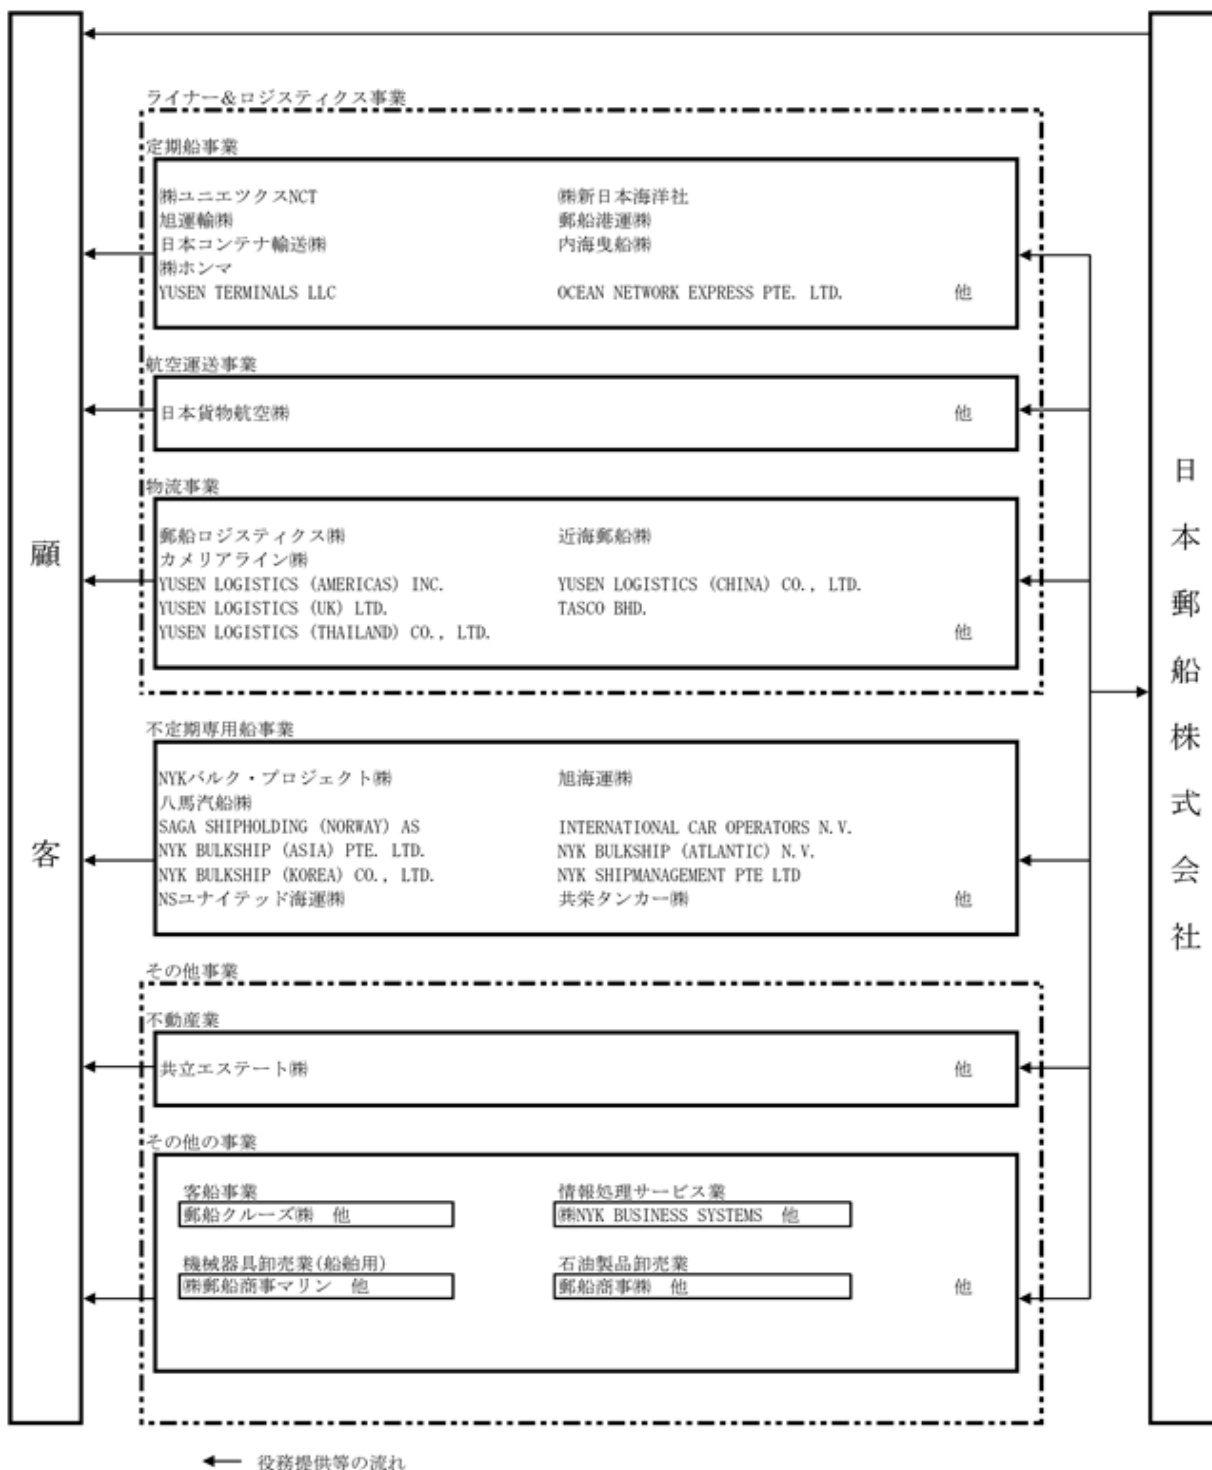 ライナー＆ロジスティクス事業
定期船事業
㈱ユニエツクスNCT ㈱新日本海洋社
旭運輸㈱ 郵船港運㈱
日本コンテナ輸送㈱ 内海曳船㈱
㈱ホンマ
YUSEN TERMINALS LLC OCEAN NETWORK EXPRESS PTE. LTD. 他
航空運送事業
日本貨物航空㈱ 他
物流事業
郵船ロジスティクス㈱ 近海郵船㈱
カメリアライン㈱
YUSEN LOGISTICS (AMERICAS) INC. YUSEN LOGISTICS (CHINA) CO., LTD.
YUSEN LOGISTICS (UK) LTD. TASCO BHD.
YUSEN LOGISTICS (THAILAND) CO., LTD. 他
不定期専用船事業
NYKバルク・プロジェクト㈱ 旭海運㈱
八馬汽船㈱
SAGA SHIPHOLDING (NORWAY) AS INTERNATIONAL CAR OPERATORS N.V.
NYK BULKSHIP (ASIA) PTE. LTD. NYK BULKSHIP (ATLANTIC) N.V.
NYK BULKSHIP (KOREA) CO., LTD. NYK SHIPMANAGEMENT PTE LTD
NSユナイテッド海運㈱ 共栄タンカー㈱ 他
その他事業
不動産業
共立エステート㈱ 他
その他の事業
客船事業 情報処理サービス業
郵船クルーズ㈱ 他 ㈱NYK BUSINESS SYSTEMS 他
機械器具卸売業(船舶用) 石油製品卸売業
㈱郵船商事マリン 他 郵船商事㈱ 他 他
顧客
日本郵船株式会社
役務提供等の流れ